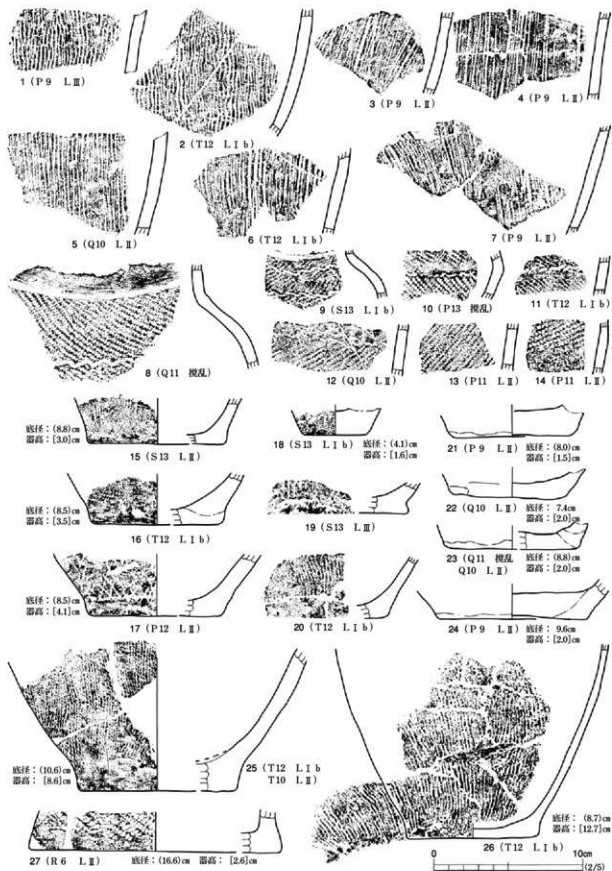 1 (P9 LⅢ)
2 (T12 LⅠb)
3 (P9 LⅡ)
4 (P9 LⅡ)
5 (Q10 LⅡ)
6 (T12 LⅠb)
7 (P9 LⅡ)
8 (Q11 攪乱)
9 (S13 LⅠb)
10 (P13 攪乱)
11 (T12 LⅠb)
12 (Q10 LⅡ)
13 (P11 LⅡ)
14 (P11 LⅡ)
底径:(8.8)cm
器高:[3.0]cm
15 (S13 LⅡ)
底径:(8.5)cm
器高:[3.5]cm
16 (T12 LⅠb)
底径:(8.5)cm
器高:[4.1]cm
17 (P12 LⅡ)
18 (S13 LⅠb)
底径:(4.1)cm
器高:[1.6]cm
19 (S13 LⅢ)
20 (T12 LⅠb)
21 (P9 LⅡ)
底径:(8.0)cm
器高:[1.5]cm
22 (Q10 LⅡ)
底径: 7.4cm
器高:[2.0]cm
23 (Q11 攪乱
Q10 LⅡ)
底径:(8.8)cm
器高:[2.0]cm
24 (P9 LⅡ)
底径: 9.6cm
器高:[2.0]cm
底径:(10.6)cm
器高:[8.6]cm
25 (T12 LⅠb
T10 LⅡ)
26 (T12 LⅠb)
底径:(8.7)cm
器高:[12.7]cm
27 (R6 LⅡ)
底径:(16.6)cm 器高:[2.6]cm
0 10cm
(2/5)